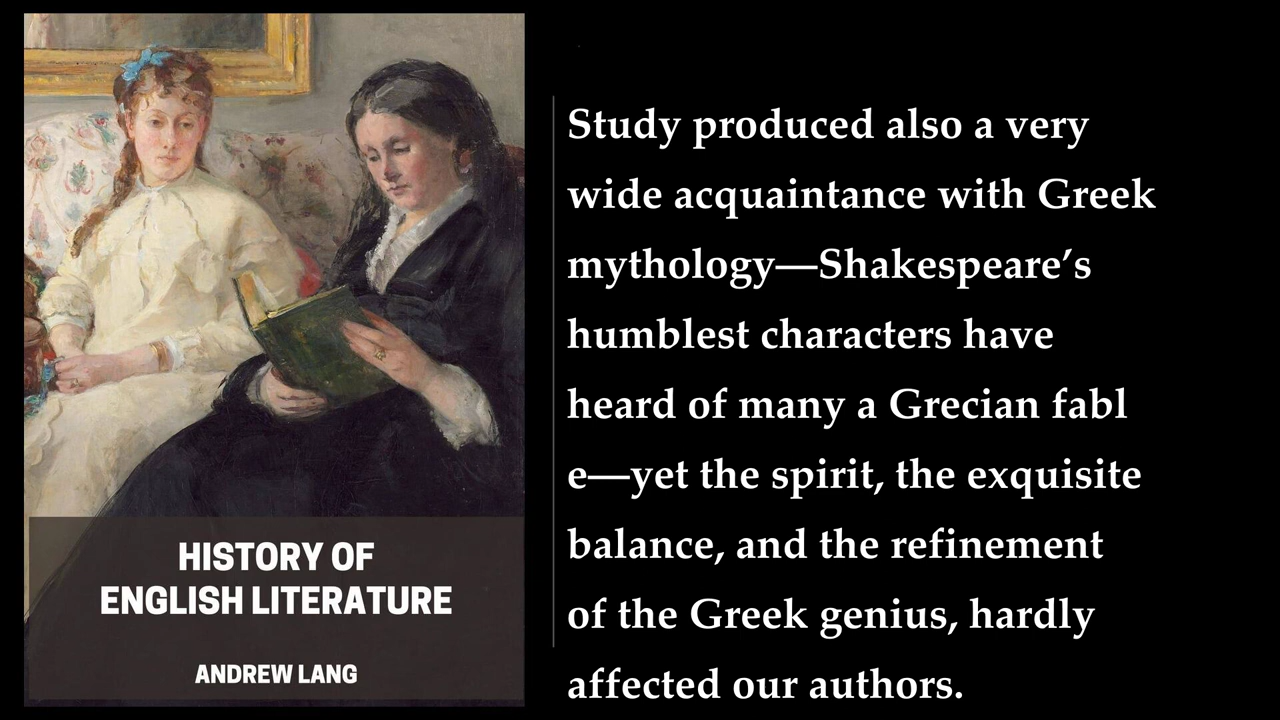 HISTORY OF
ENGLISH LITERATURE
ANDREW LANG
Study produced also a very
wide acquaintance with Greek
mythology—Shakespeare’s
humblest characters have
heard of many a Grecian fabl
e—yet the spirit, the exquisite
balance, and the refinement
of the Greek genius, hardly
affected our authors.